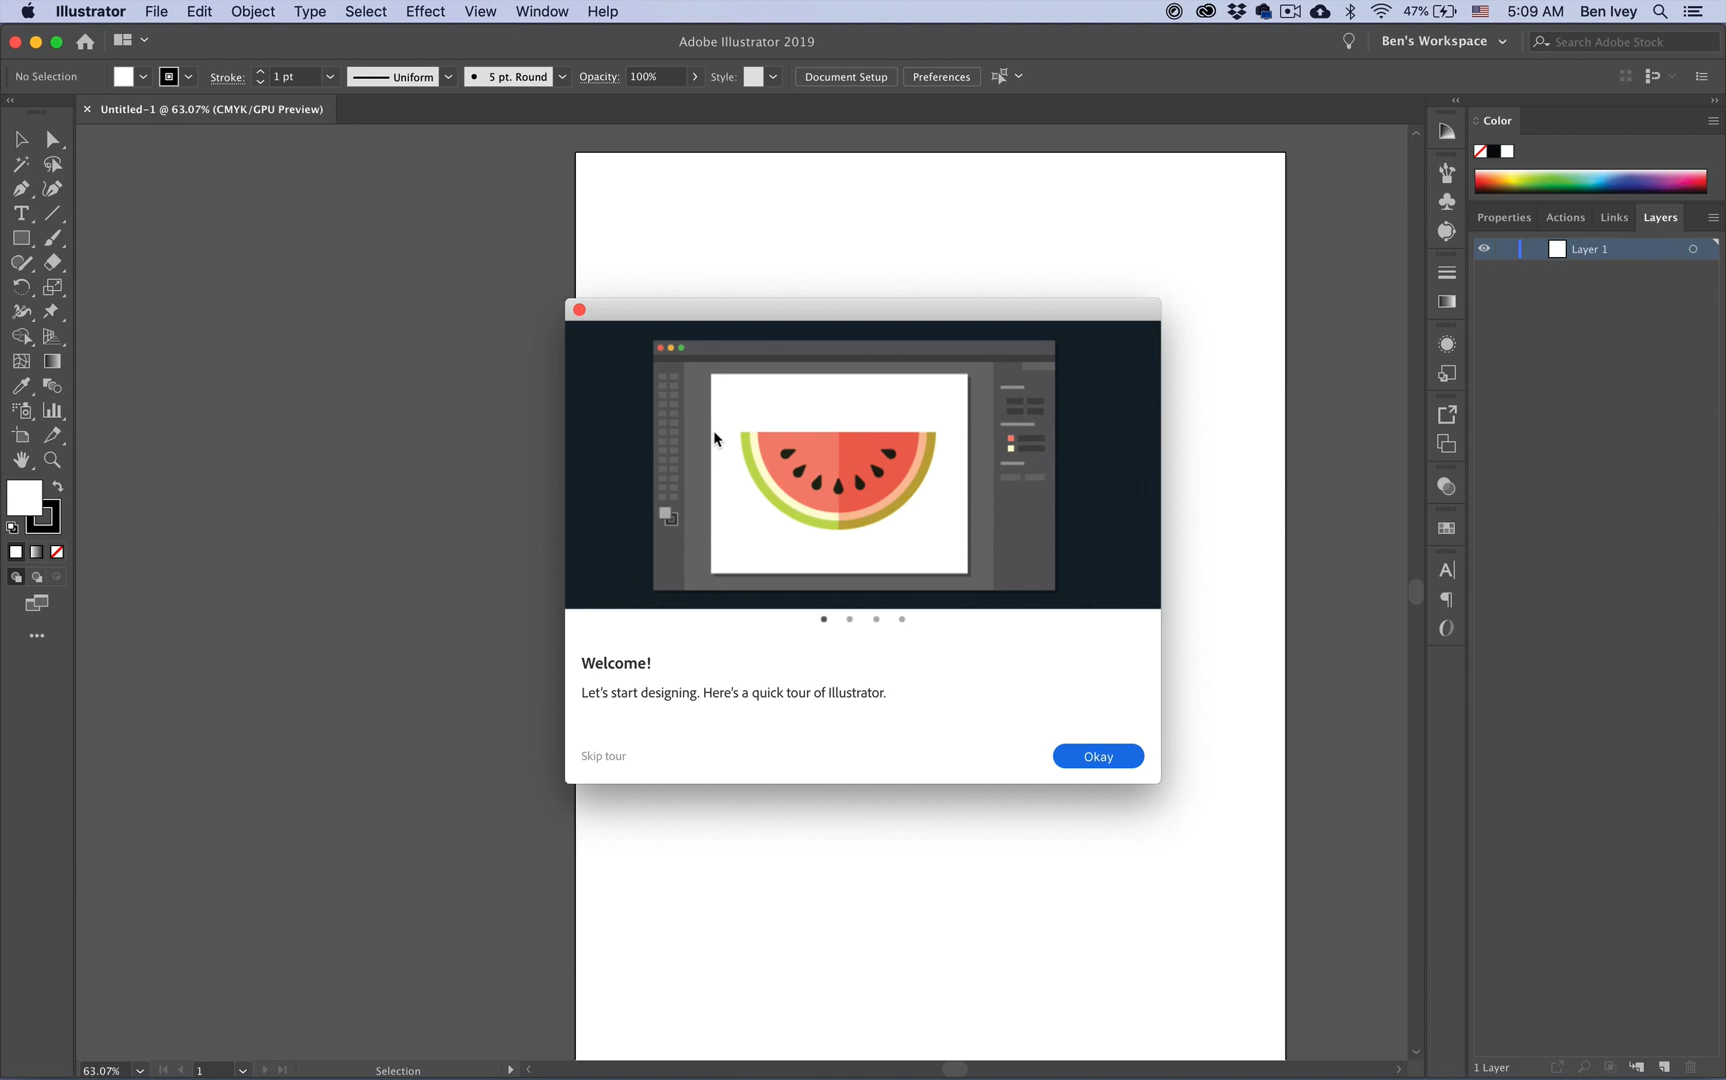 Illustrator File Edit Object Type Select Effect View Window Help 47% 5:09 AM Ben Ivey
Adobe Illustrator 2019 Ben's Workspace Search Adobe Stock
No Selection Stroke: 1 pt Uniform 5 pt. Round Opacity: 100% Style: Document Setup Preferences
Untitled-1 @ 63.07% (CMYK/GPU Preview)
Color
Properties Actions Links Layers
Layer 1
Welcome!
Let's start designing. Here's a quick tour of Illustrator.
Skip tour Okay
63.07% 1 Selection 1 Layer